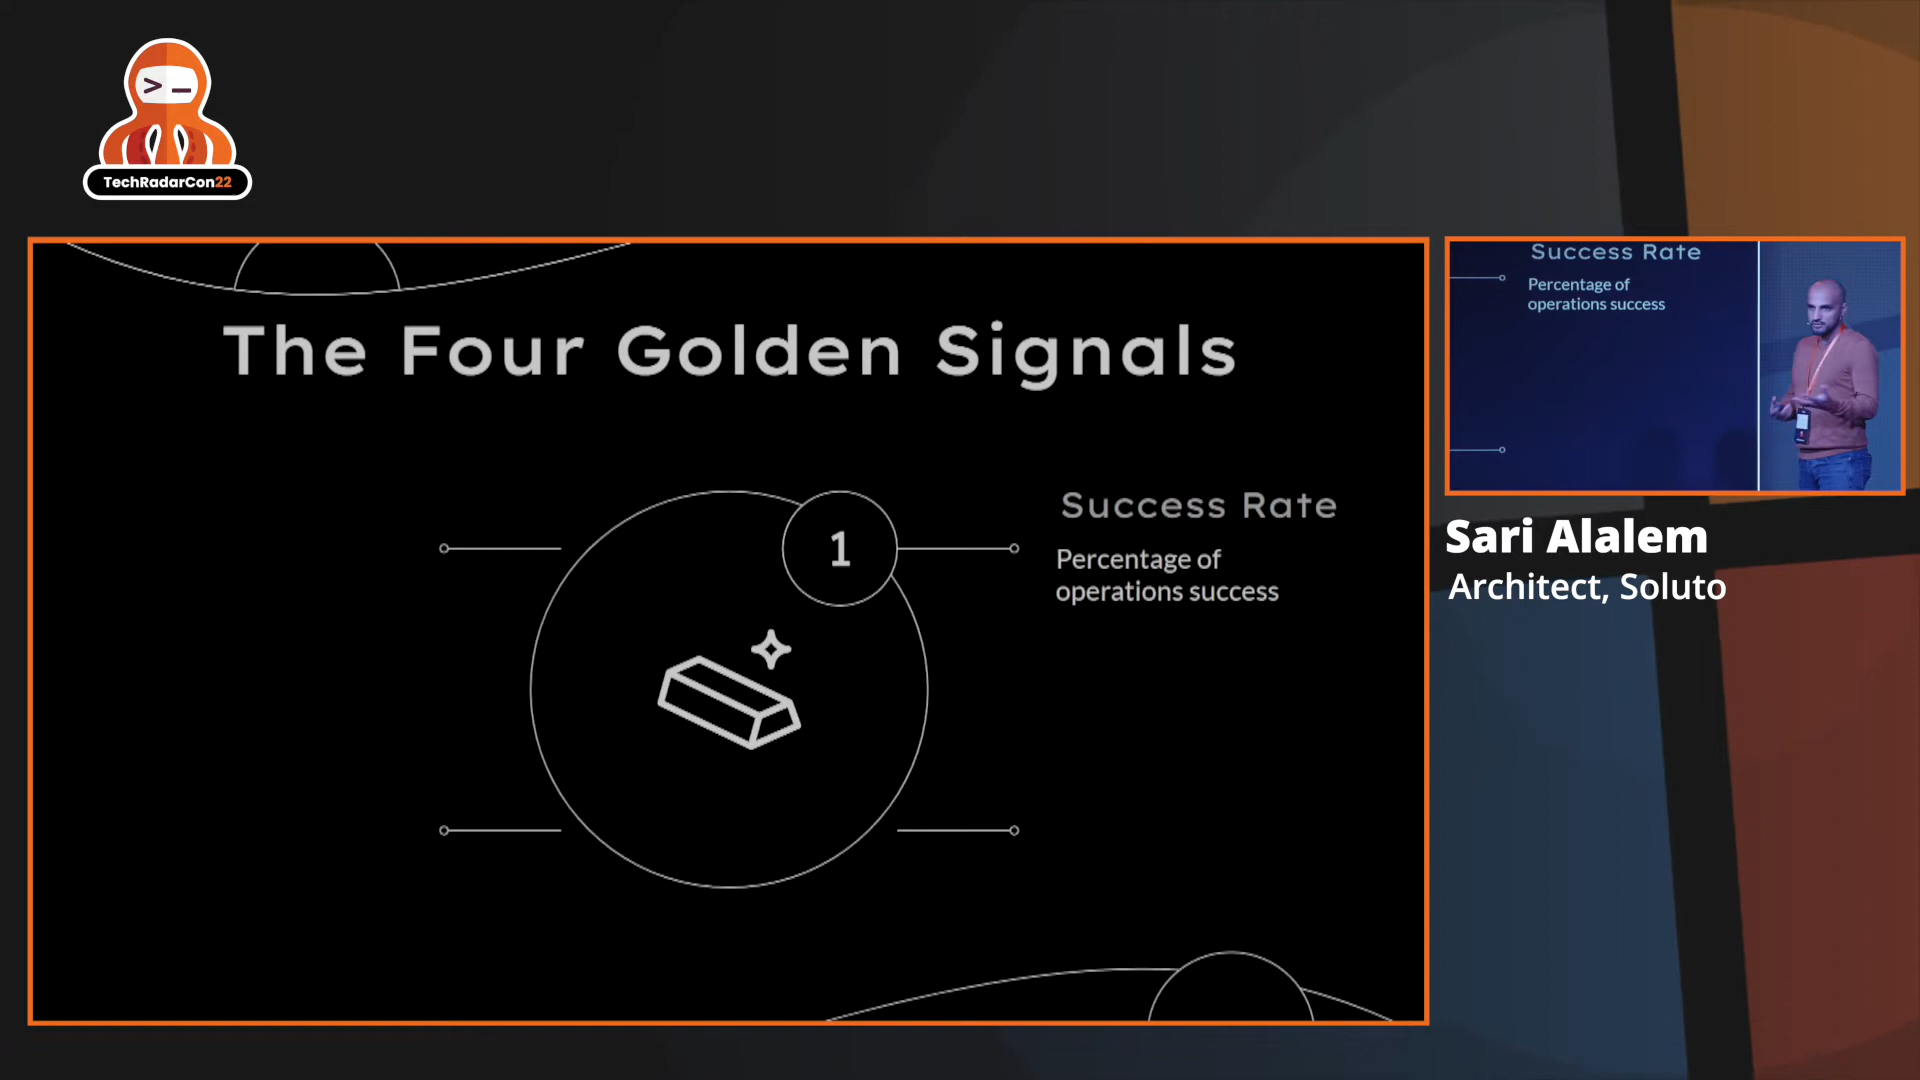 >_
TechRadarCon22
The Four Golden Signals
1
Success Rate
Percentage of
operations success
Success Rate
Percentage of
operations success
Sari Alalem
Architect, Soluto